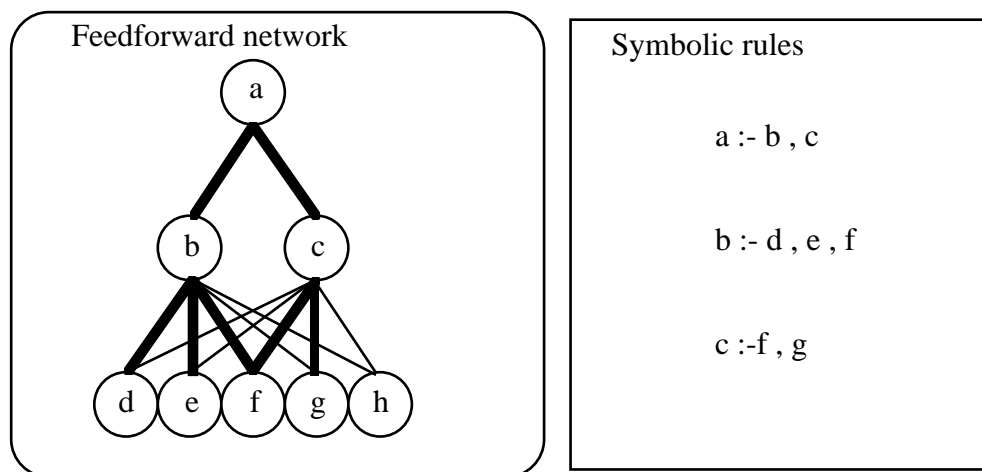 Feedforward network
a
b c
d e f g h
Symbolic rules
a :- b , c
b :- d , e , f
c :-f , g